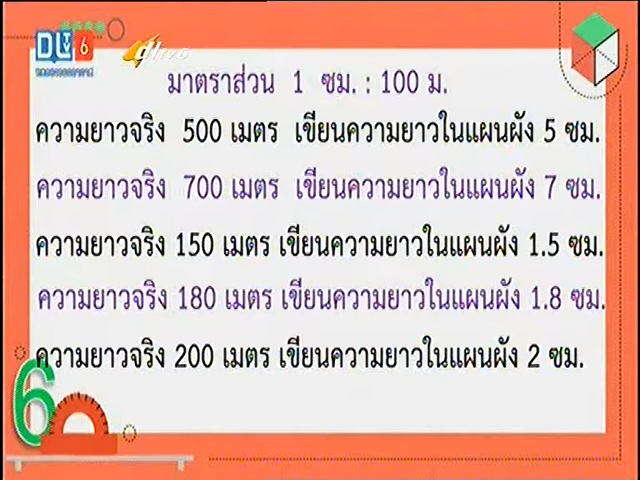 DLTV 6
dltv6
มาตราส่วน 1 ซม. : 100 ม.
ความยาวจริง 500 เมตร เขียนความยาวในแผนผัง 5 ซม.
ความยาวจริง 700 เมตร เขียนความยาวในแผนผัง 7 ซม.
ความยาวจริง 150 เมตร เขียนความยาวในแผนผัง 1.5 ซม.
ความยาวจริง 180 เมตร เขียนความยาวในแผนผัง 1.8 ซม.
ความยาวจริง 200 เมตร เขียนความยาวในแผนผัง 2 ซม.
6